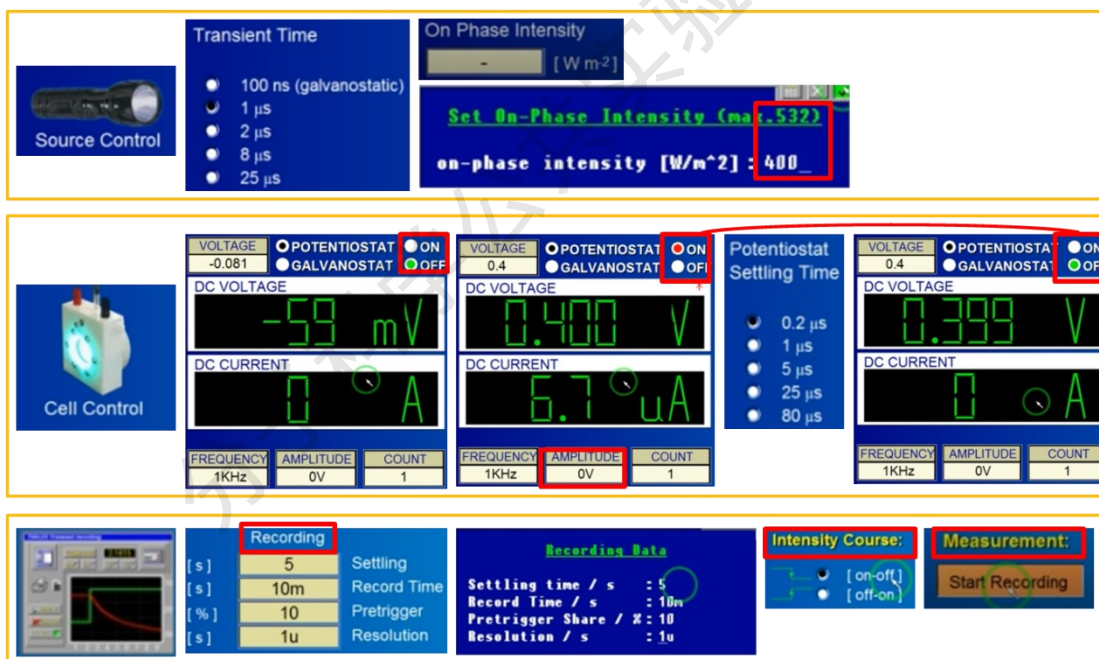 Transient Time
100 ns (galvanostatic)
1 µs
2 µs
8 µs
25 µs
Source Control
On Phase Intensity
- [ W m-2 ]
Set On-Phase Intensity (max.532)
on-phase intensity [W/m^2] : 400_
Cell Control
VOLTAGE POTENTIOSTAT ON
-0.081 GALVANOSTAT OFF
DC VOLTAGE
-59 mV
DC CURRENT
0 A
FREQUENCY AMPLITUDE COUNT
1KHz 0V 1
VOLTAGE POTENTIOSTAT ON
0.4 GALVANOSTAT OFF
DC VOLTAGE
0.400 V
DC CURRENT
6.7 uA
FREQUENCY AMPLITUDE COUNT
1KHz 0V 1
Potentiostat
Settling Time
0.2 µs
1 µs
5 µs
25 µs
80 µs
VOLTAGE POTENTIOSTAT ON
0.4 GALVANOSTAT OF
DC VOLTAGE
0.399 V
DC CURRENT
0 A
FREQUENCY AMPLITUDE COUNT
1KHz 0V 1
Recording
[ s ] 5 Settling
[ s ] 10m Record Time
[ % ] 10 Pretrigger
[ s ] 1u Resolution
Recording Data
Settling time / s : 5
Record Time / s : 10m
Pretrigger Share / %: 10
Resolution / s : 1u
Intensity Course:
[ on-off ]
[ off-on ]
Measurement:
Start Recording